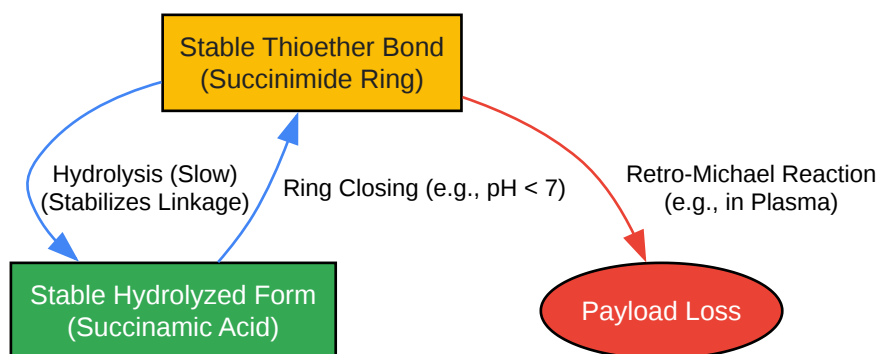 Stable Thioether Bond
(Succinimide Ring)
Hydrolysis (Slow)
(Stabilizes Linkage)
Ring Closing (e.g., pH < 7)
Retro-Michael Reaction
(e.g., in Plasma)
Stable Hydrolyzed Form
(Succinamic Acid)
Payload Loss